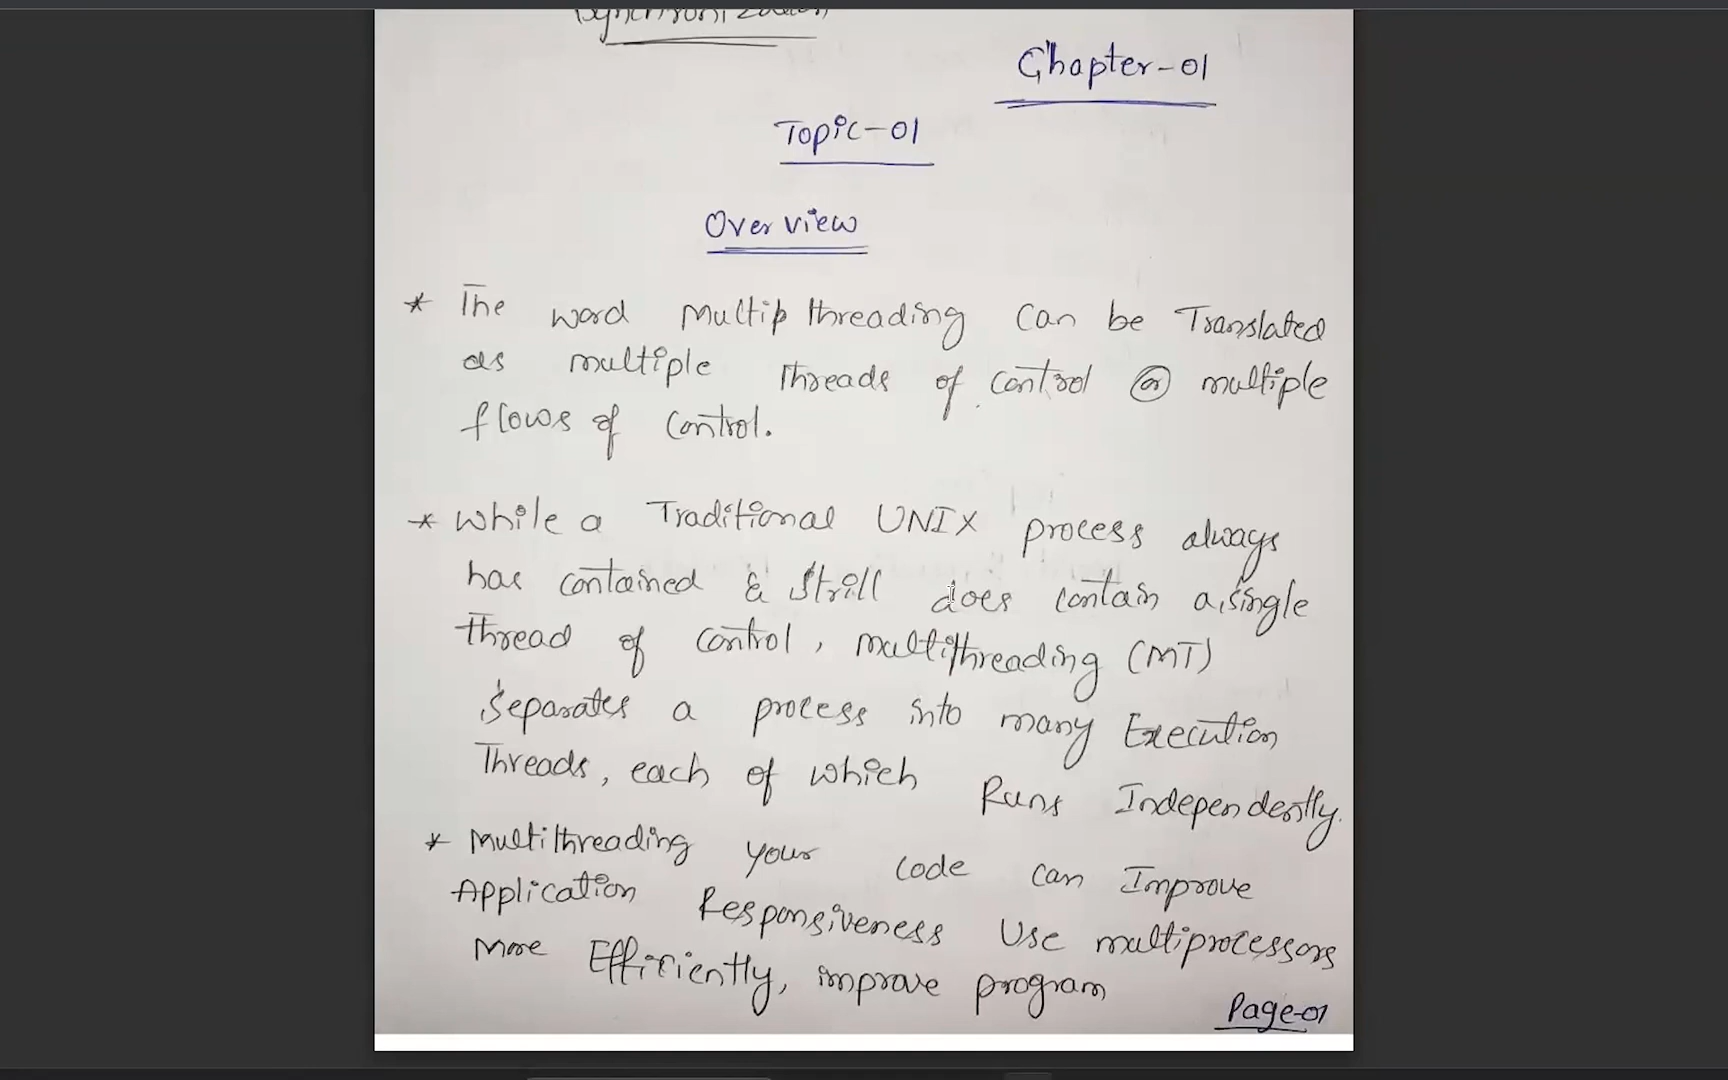 Synchronization
Chapter-01
Topic-01
Overview
* The word Multip threading can be Translated
as multiple threads of control or multiple
flows of control.
* While a Traditional UNIX process always
has contained & Strill does contain a single
thread of control, multithreading (MT)
Separates a process into many Execution
Threads, each of which Runs Independently.
* Multithreading your code can Improve
Application Responsiveness Use multiprocessors
More Efficiently, improve program
Page-01